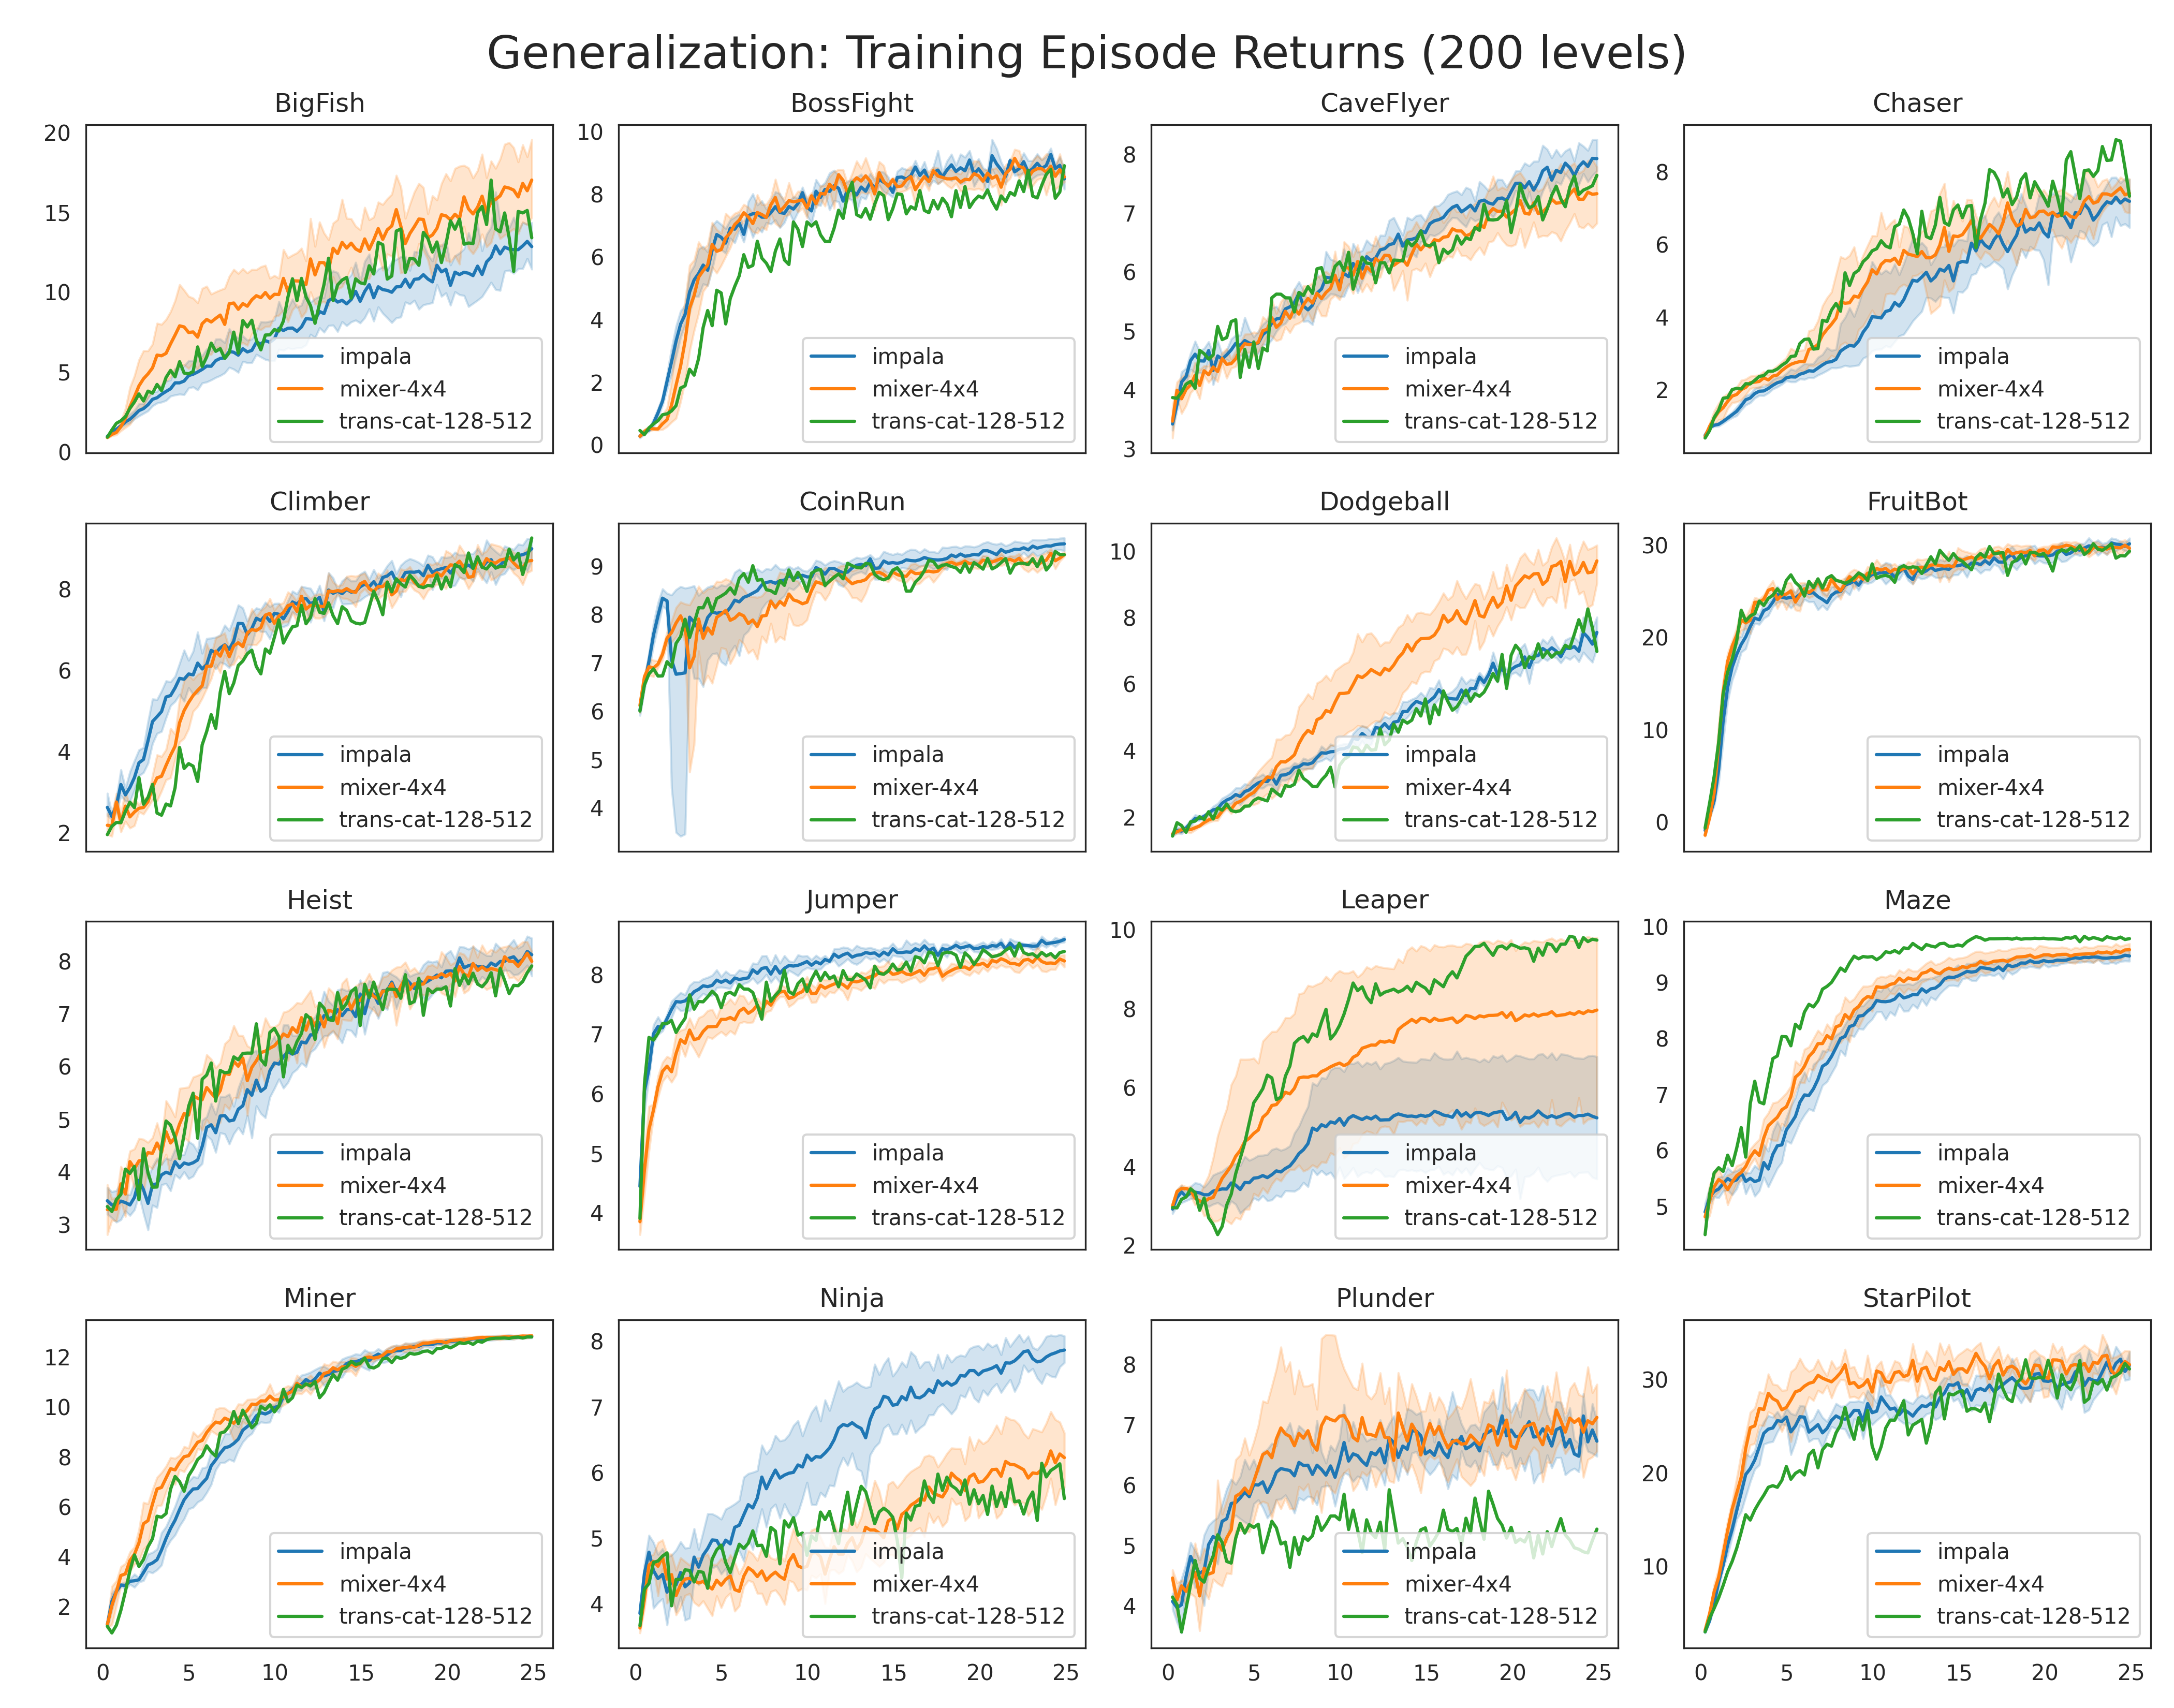 Generalization: Training Episode Returns (200 levels)
BigFish
20
15
10
5
0
impala
mixer-4x4
trans-cat-128-512
BossFight
10
8
6
4
2
0
impala
mixer-4x4
trans-cat-128-512
CaveFlyer
8
7
6
5
4
3
impala
mixer-4x4
trans-cat-128-512
Chaser
8
6
4
2
impala
mixer-4x4
trans-cat-128-512
Climber
8
6
4
2
impala
mixer-4x4
trans-cat-128-512
CoinRun
9
8
7
6
5
4
impala
mixer-4x4
trans-cat-128-512
Dodgeball
10
8
6
4
2
impala
mixer-4x4
trans-cat-128-512
FruitBot
30
20
10
0
impala
mixer-4x4
trans-cat-128-512
Heist
8
7
6
5
4
3
impala
mixer-4x4
trans-cat-128-512
Jumper
8
7
6
5
4
impala
mixer-4x4
trans-cat-128-512
Leaper
10
8
6
4
2
impala
mixer-4x4
trans-cat-128-512
Maze
10
9
8
7
6
5
impala
mixer-4x4
trans-cat-128-512
Miner
12
10
8
6
4
2
impala
mixer-4x4
trans-cat-128-512
0 5 10 15 20 25
Ninja
8
7
6
5
4
impala
mixer-4x4
trans-cat-128-512
0 5 10 15 20 25
Plunder
8
7
6
5
4
impala
mixer-4x4
trans-cat-128-512
0 5 10 15 20 25
StarPilot
30
20
10
impala
mixer-4x4
trans-cat-128-512
0 5 10 15 20 25